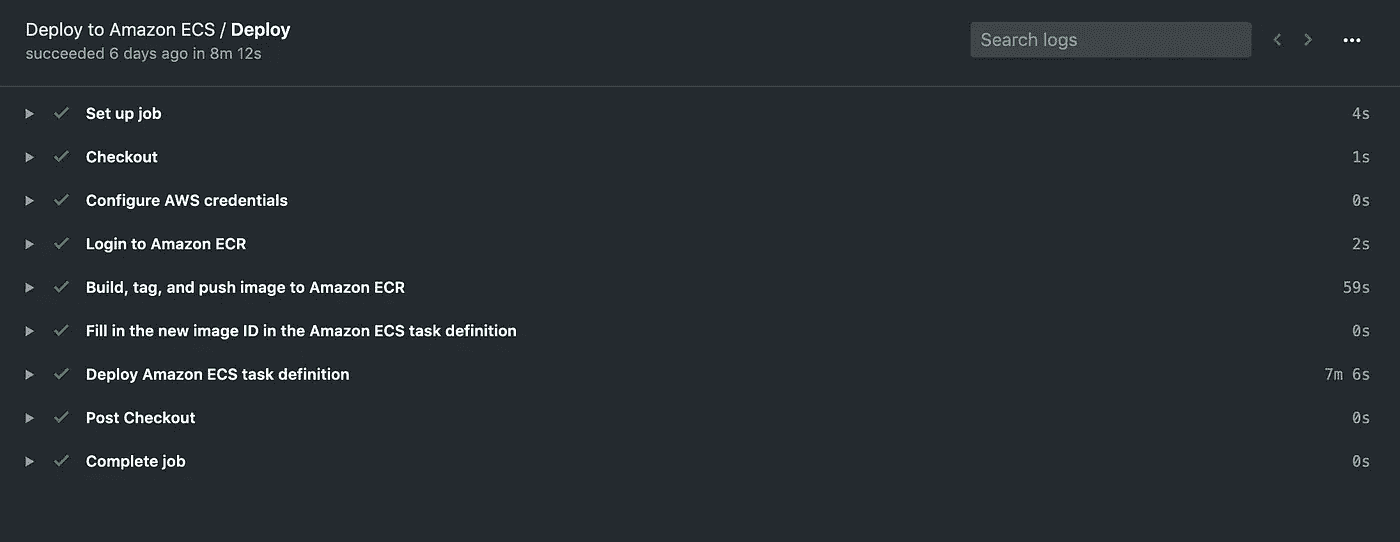 Deploy to Amazon ECS / Deploy
succeeded 6 days ago in 8m 12s
Search logs
Set up job 4s
Checkout 1s
Configure AWS credentials 0s
Login to Amazon ECR 2s
Build, tag, and push image to Amazon ECR 59s
Fill in the new image ID in the Amazon ECS task definition 0s
Deploy Amazon ECS task definition 7m 6s
Post Checkout 0s
Complete job 0s